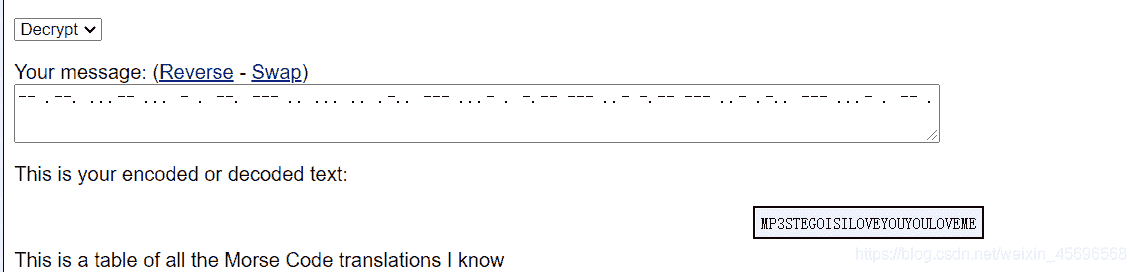 Decrypt
Your message: (Reverse - Swap)
-- .--. ...-- ... - . --. --- .. ... .. .-.. --- ...- . -.-- --- ..- -.-- --- ..- .-.. --- ...- . -- .
This is your encoded or decoded text:
MP3STEGOISILOVEYOUYOULOVEME
This is a table of all the Morse Code translations I know
https://blog.csdn.net/weixin_45696568